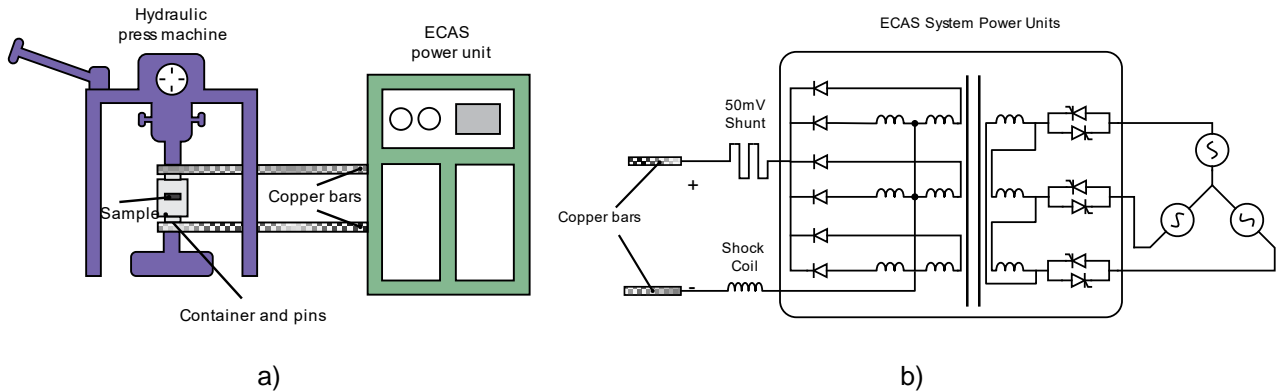 Hydraulic
press machine
ECAS
power unit
Sample
Copper bars
Container and pins
a)
ECAS System Power Units
50mV
Shunt
+
Copper bars
Shock
Coil
-
b)